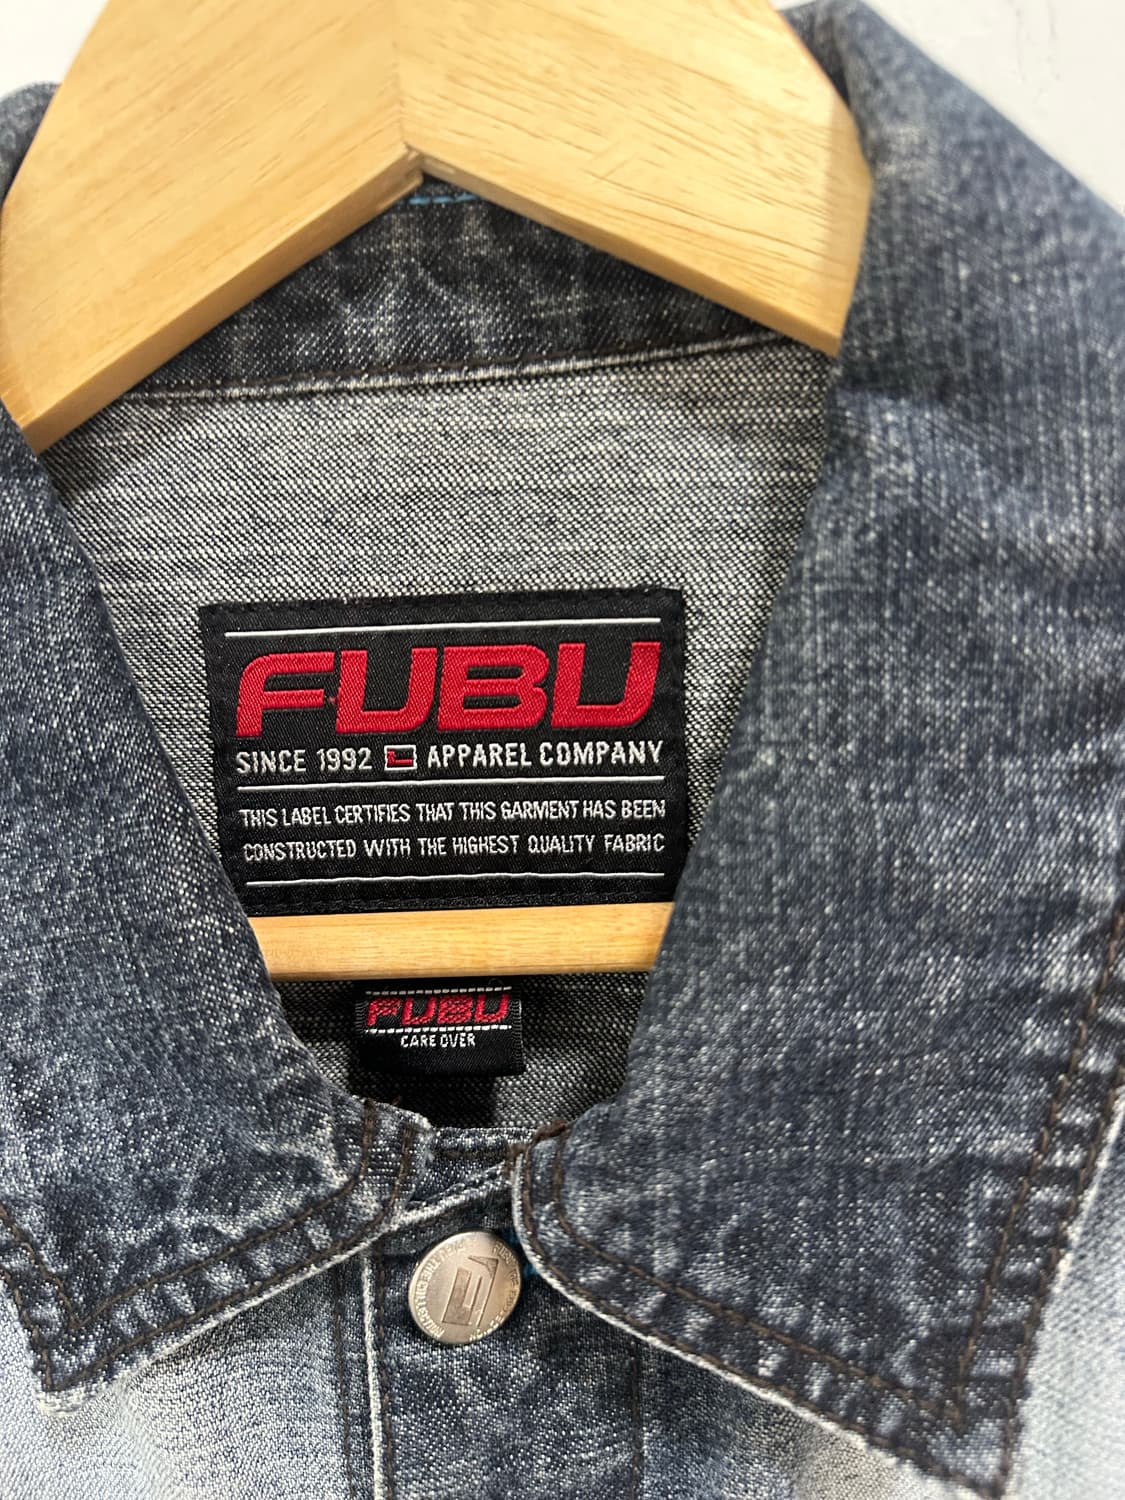 FUBU
SINCE 1992 APPAREL COMPANY
THIS LABEL CERTIFIES THAT THIS GARMENT HAS BEEN
CONSTRUCTED WITH THE HIGHEST QUALITY FABRIC
FUBU
CARE OVER